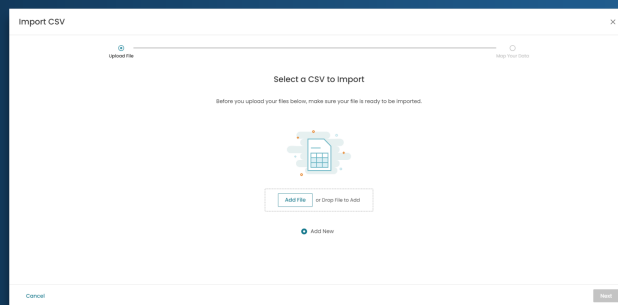 Import CSV
Upload File
Map Your Data
Select a CSV to Import
Before you upload your files below, make sure your file is ready to be imported.
Add File or Drop File to Add
Add New
Cancel
Next